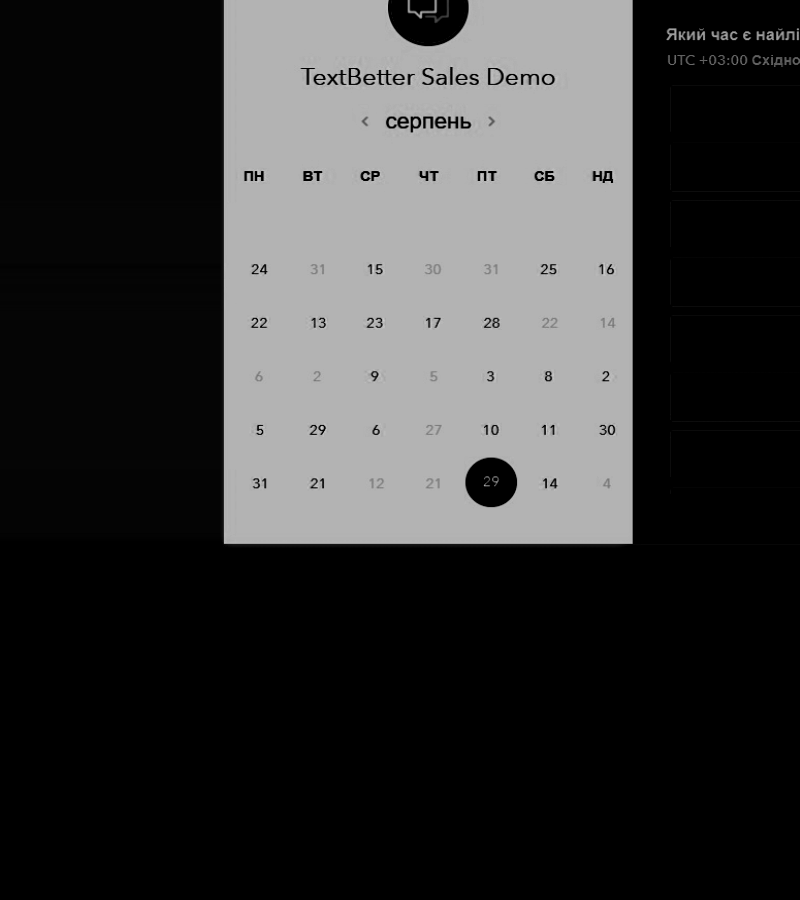 TextBetter Sales Demo
серпень
ПН ВТ СР ЧТ ПТ СБ НД
24 31 15 30 31 25 16
22 13 23 17 28 22 14
6 2 9 5 3 8 2
5 29 6 27 10 11 30
31 21 12 21 29 14 4
Який час є найлі
UTC +03:00 Східно